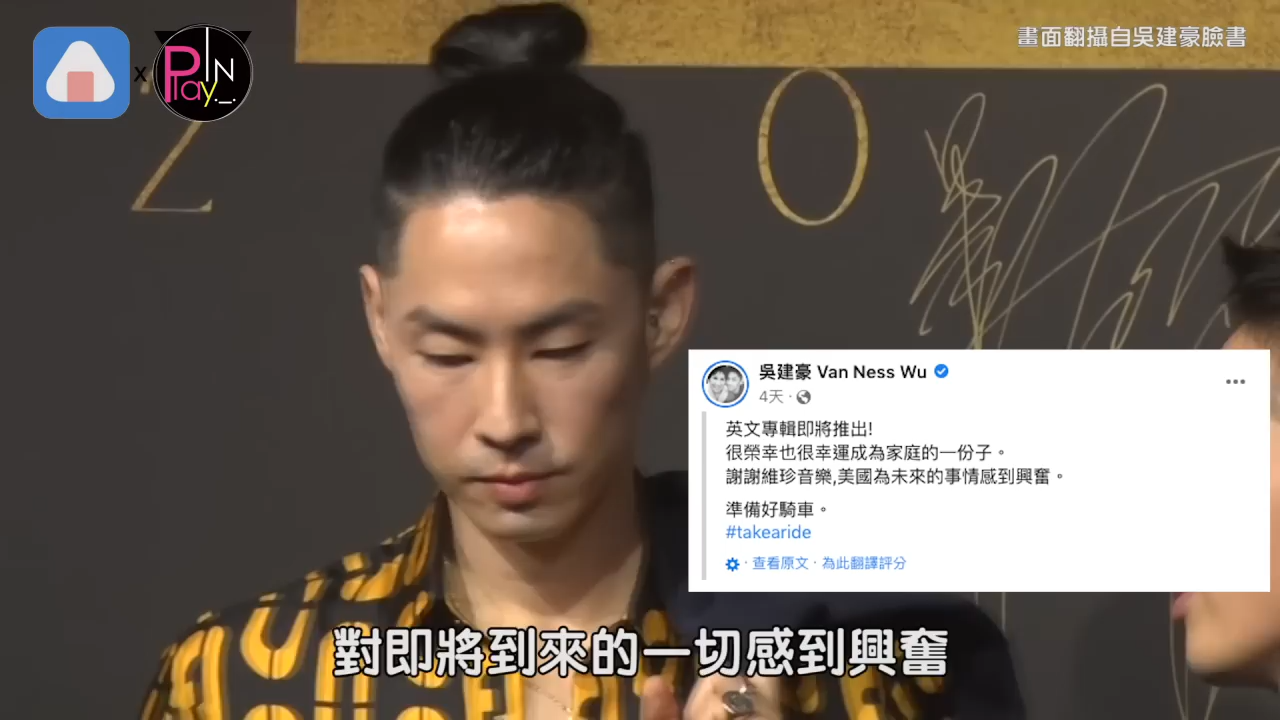 畫面翻攝自吳建豪臉書
x
PlayIN._.
Z
O
吳建豪 Van Ness Wu
4天 ·
英文專輯即將推出!
很榮幸也很幸運成為家庭的一份子。
謝謝維珍音樂,美國為未來的事情感到興奮。
準備好騎車。
#takearide
· 查看原文 · 為此翻譯評分
對即將到來的一切感到興奮